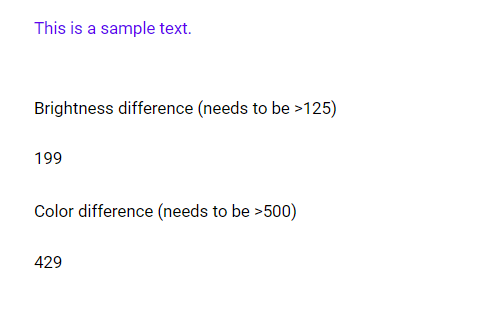 This is a sample text.
Brightness difference (needs to be >125)
199
Color difference (needs to be >500)
429